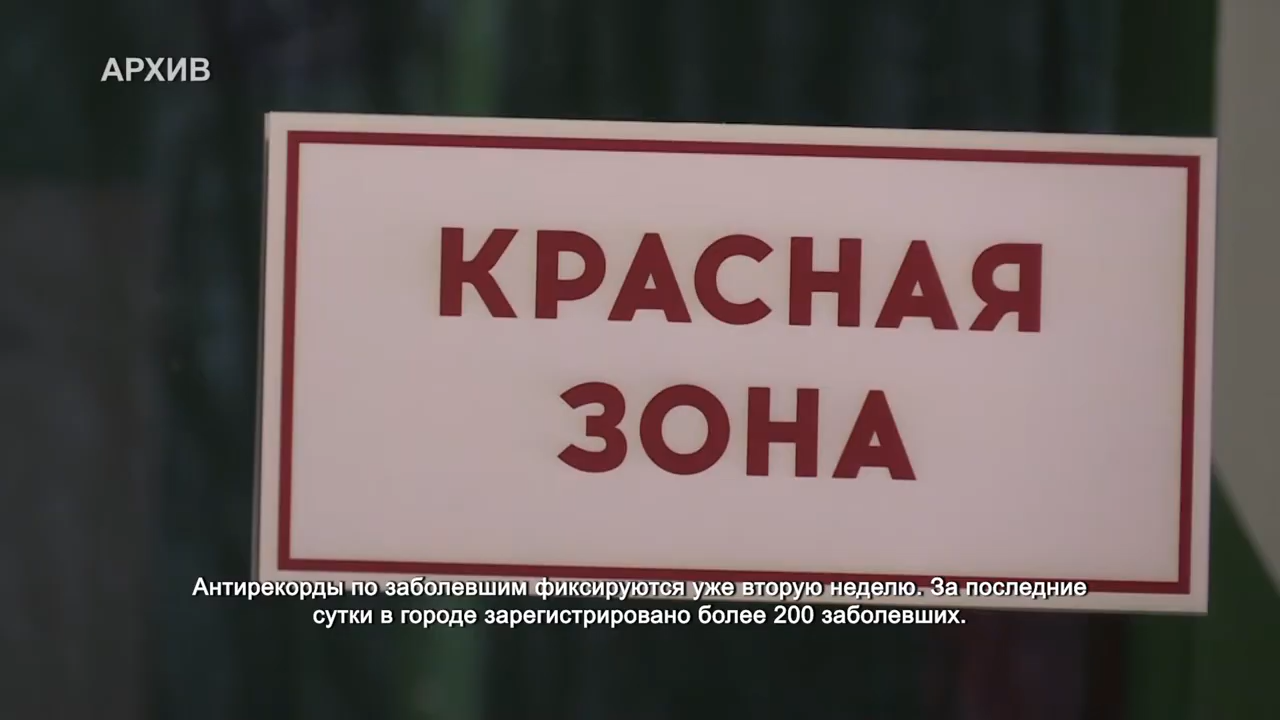 АРХИВ
КРАСНАЯ
ЗОНА
Антирекорды по заболевшим фиксируются уже вторую неделю. За последние
сутки в городе зарегистрировано более 200 заболевших.